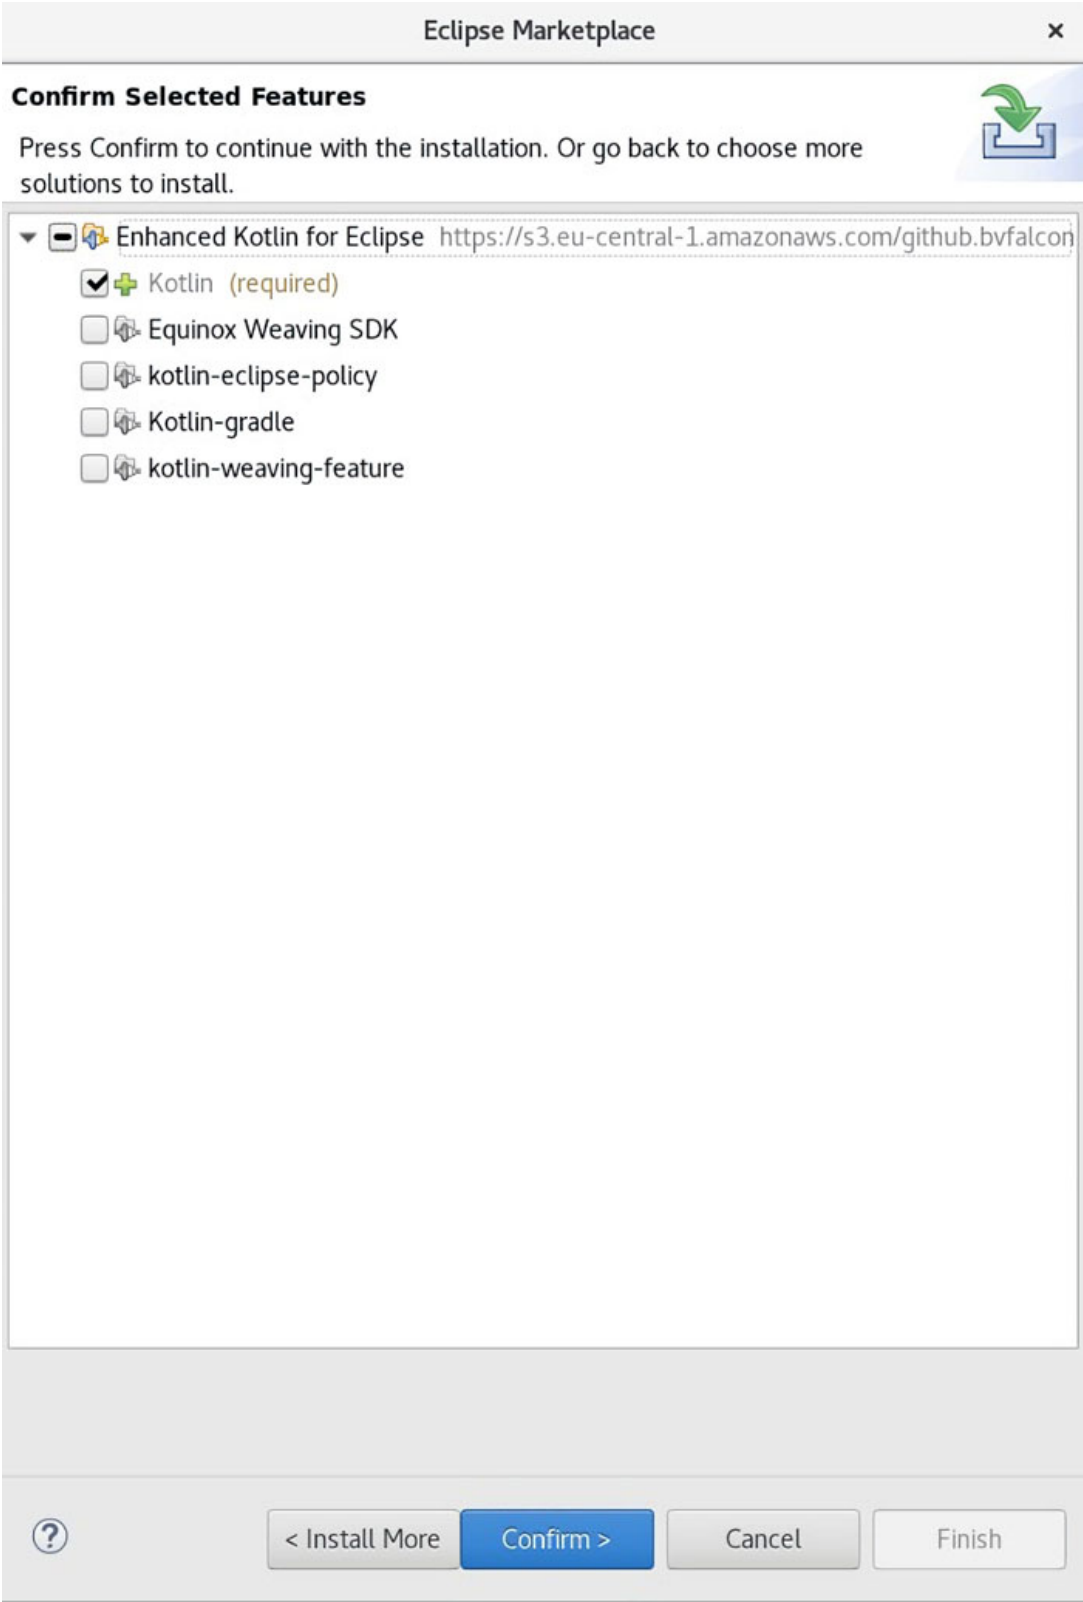 Eclipse Marketplace
Confirm Selected Features
Press Confirm to continue with the installation. Or go back to choose more
solutions to install.
Enhanced Kotlin for Eclipse https://s3.eu-central-1.amazonaws.com/github.bvfalcon
Kotlin (required)
Equinox Weaving SDK
kotlin-eclipse-policy
Kotlin-gradle
kotlin-weaving-feature
? < Install More Confirm > Cancel Finish